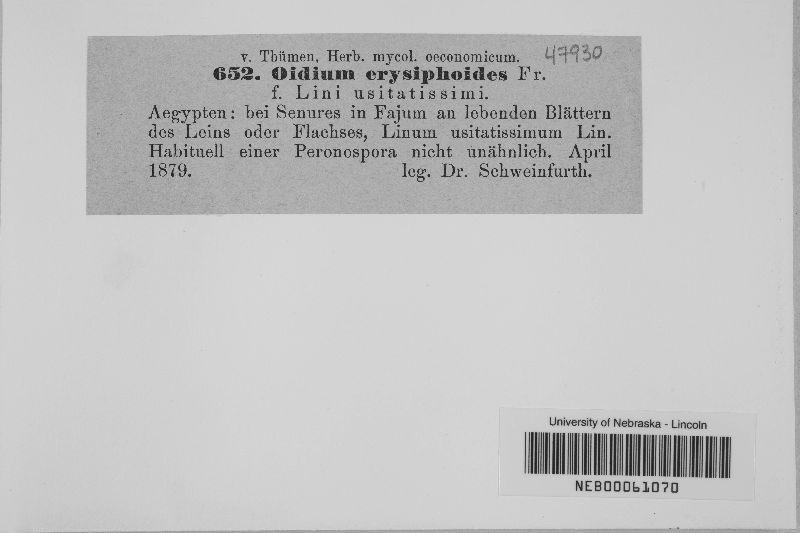 v. Thümen, Herb. mycol. oeconomicum. 47930
652. Oidium erysiphoides Fr.
f. Lini usitatissimi.
Aegypten: bei Senures in Fajum an lebenden Blättern
des Leins oder Flachses, Linum usitatissimum Lin.
Habituell einer Peronospora nicht unähnlich. April
1879. leg. Dr. Schweinfurth.
University of Nebraska - Lincoln
NEB00061070